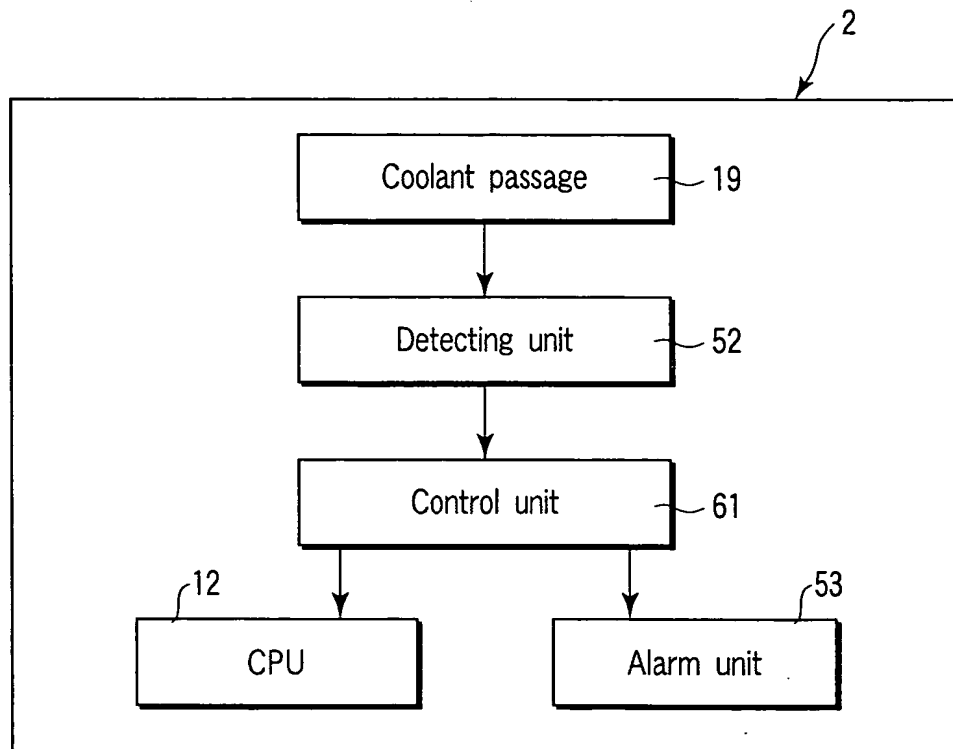 2
Coolant passage
19
Detecting unit
52
Control unit
61
12
53
CPU
Alarm unit